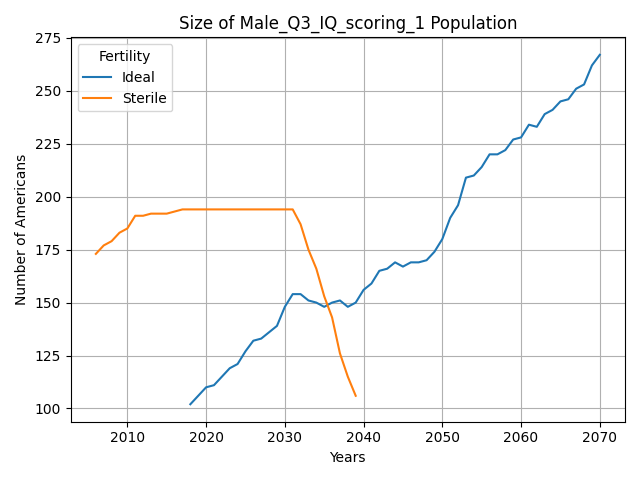 Size of Male_Q3_IQ_scoring_1 Population
Fertility
Ideal
Sterile
Number of Americans
275
250
225
200
175
150
125
100
2010 2020 2030 2040 2050 2060 2070
Years